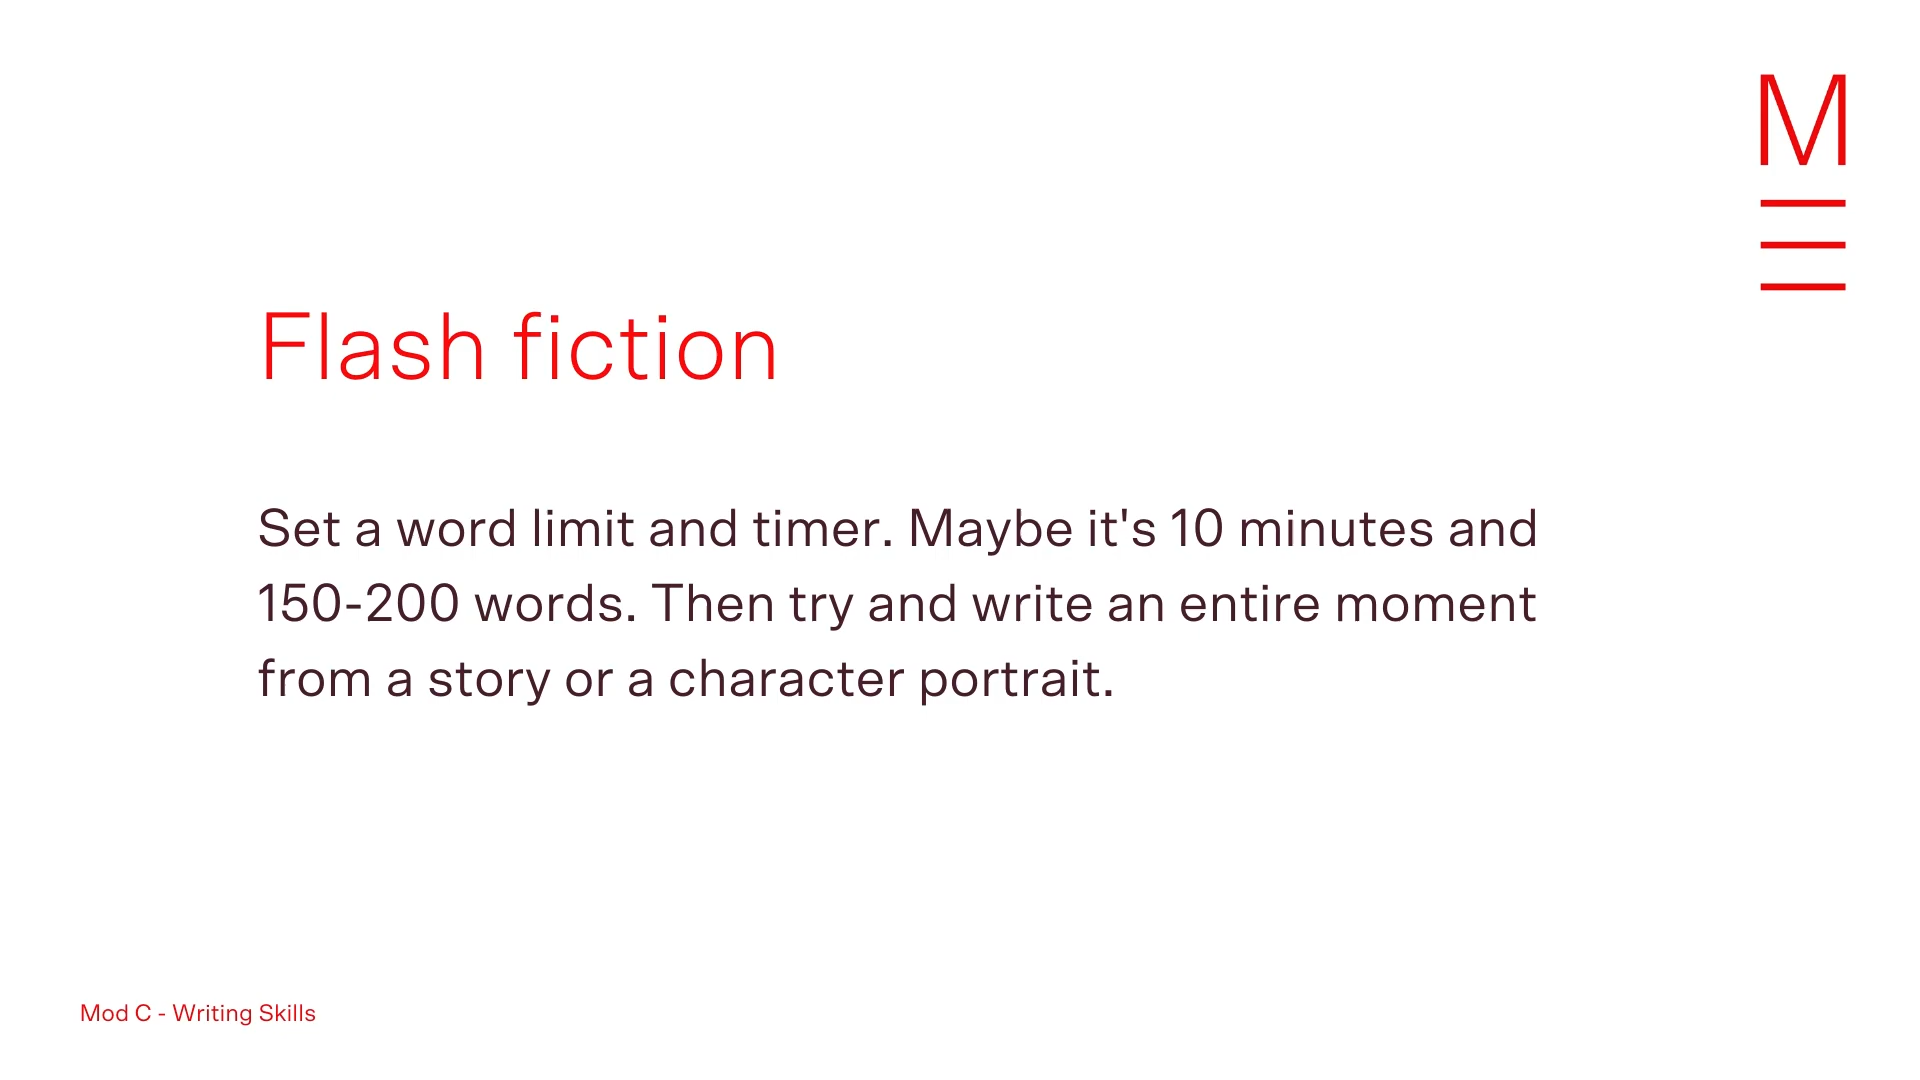 M
Flash fiction
Set a word limit and timer. Maybe it's 10 minutes and
150-200 words. Then try and write an entire moment
from a story or a character portrait.
Mod C - Writing Skills